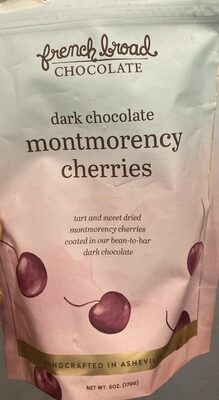 french broad
CHOCOLATE
dark chocolate
montmorency
cherries
tart and sweet dried
montmorency cherries
coated in our bean-to-bar
dark chocolate
HANDCRAFTED IN
NET WT. 6OZ. (170G)